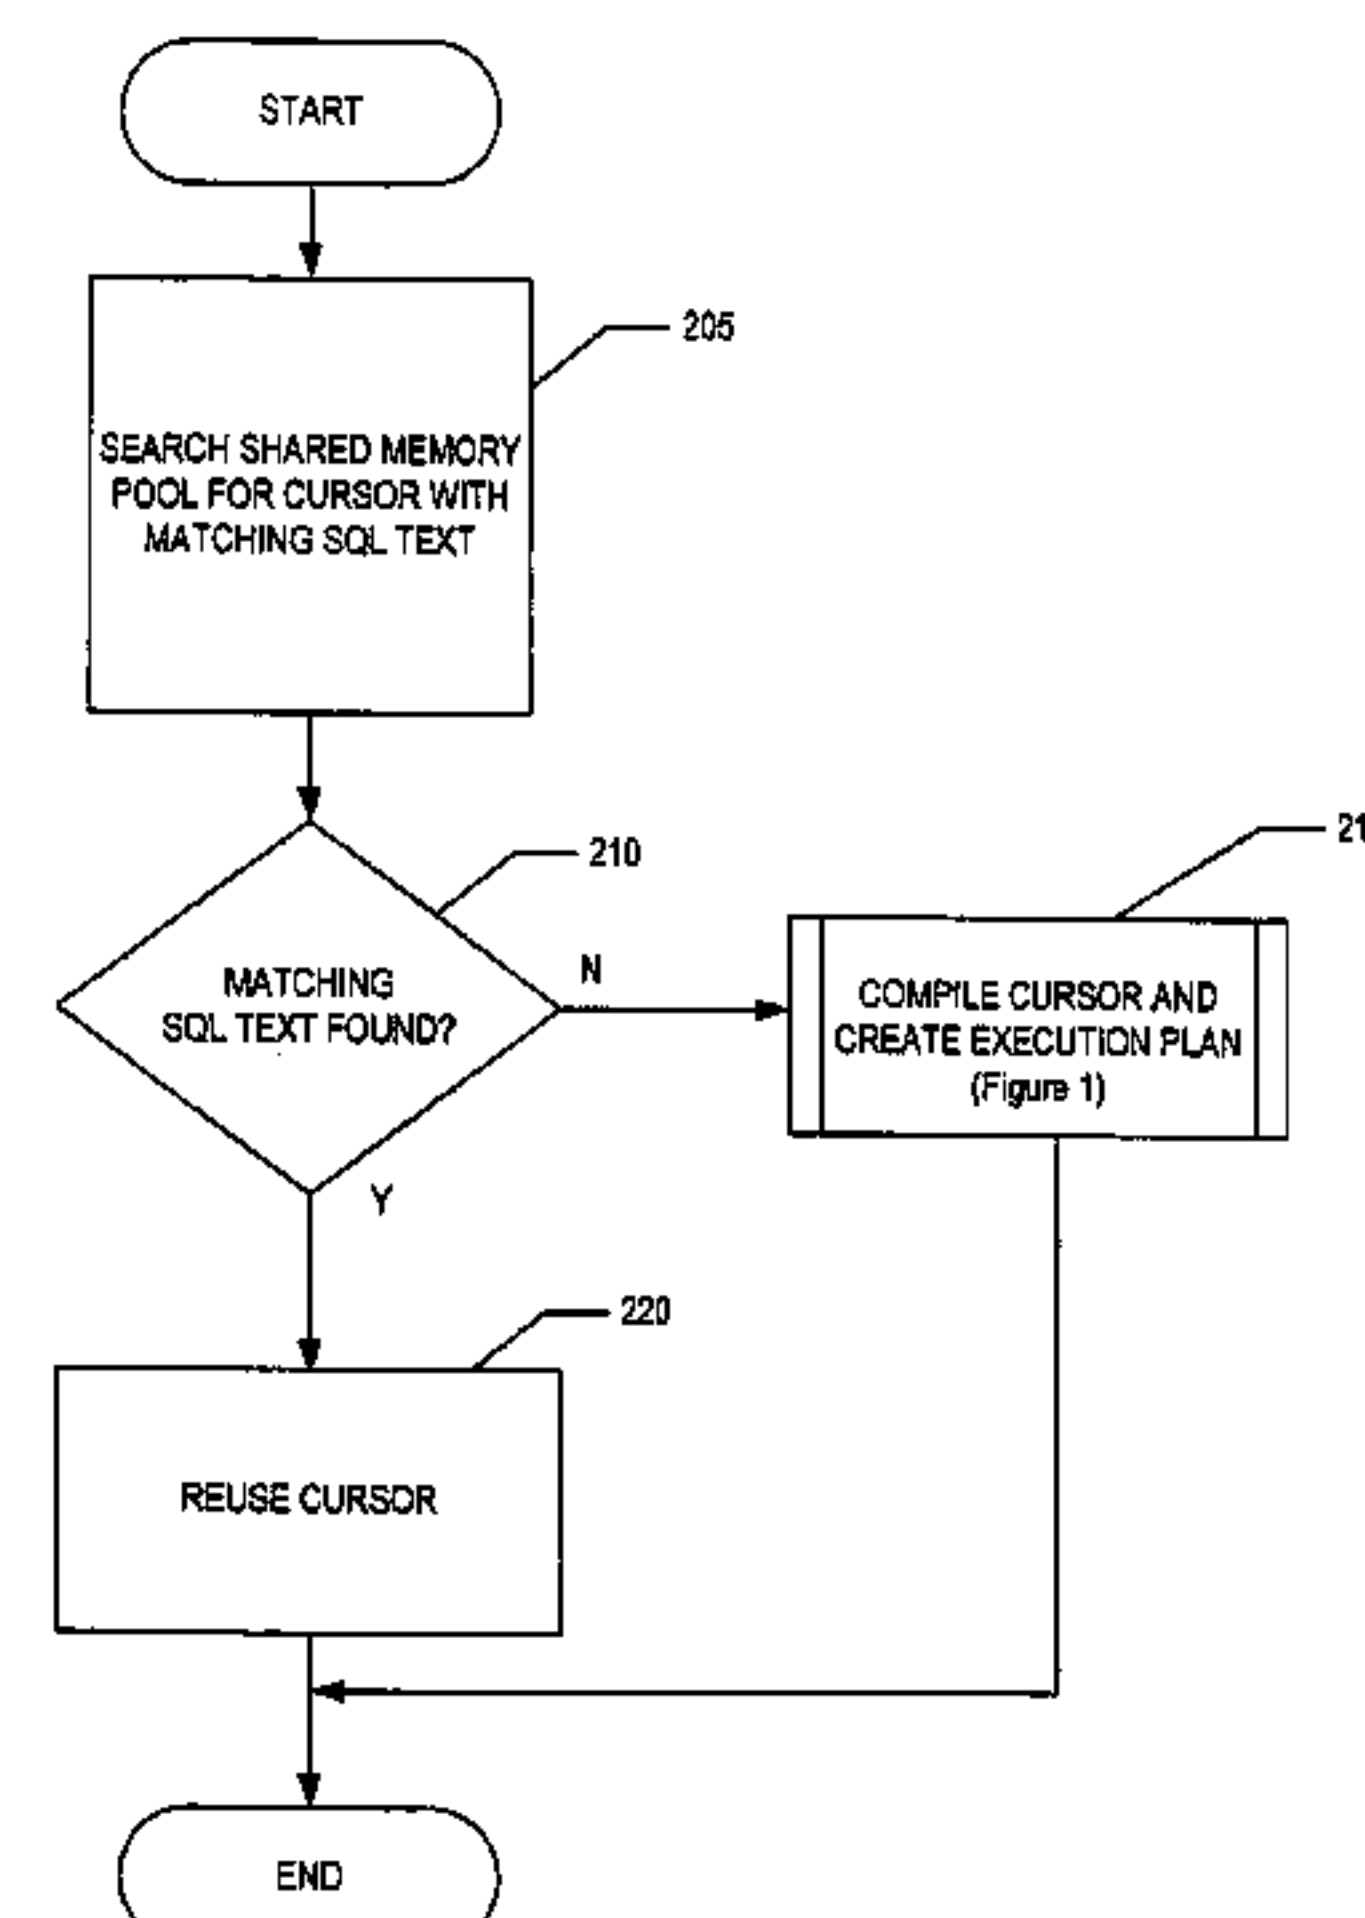 START
205
SEARCH SHARED MEMORY
POOL FOR CURSOR WITH
MATCHING SQL TEXT
210
MATCHING
SQL TEXT FOUND?
N
Y
21
COMPILE CURSOR AND
CREATE EXECUTION PLAN
(Figure 1)
220
REUSE CURSOR
END